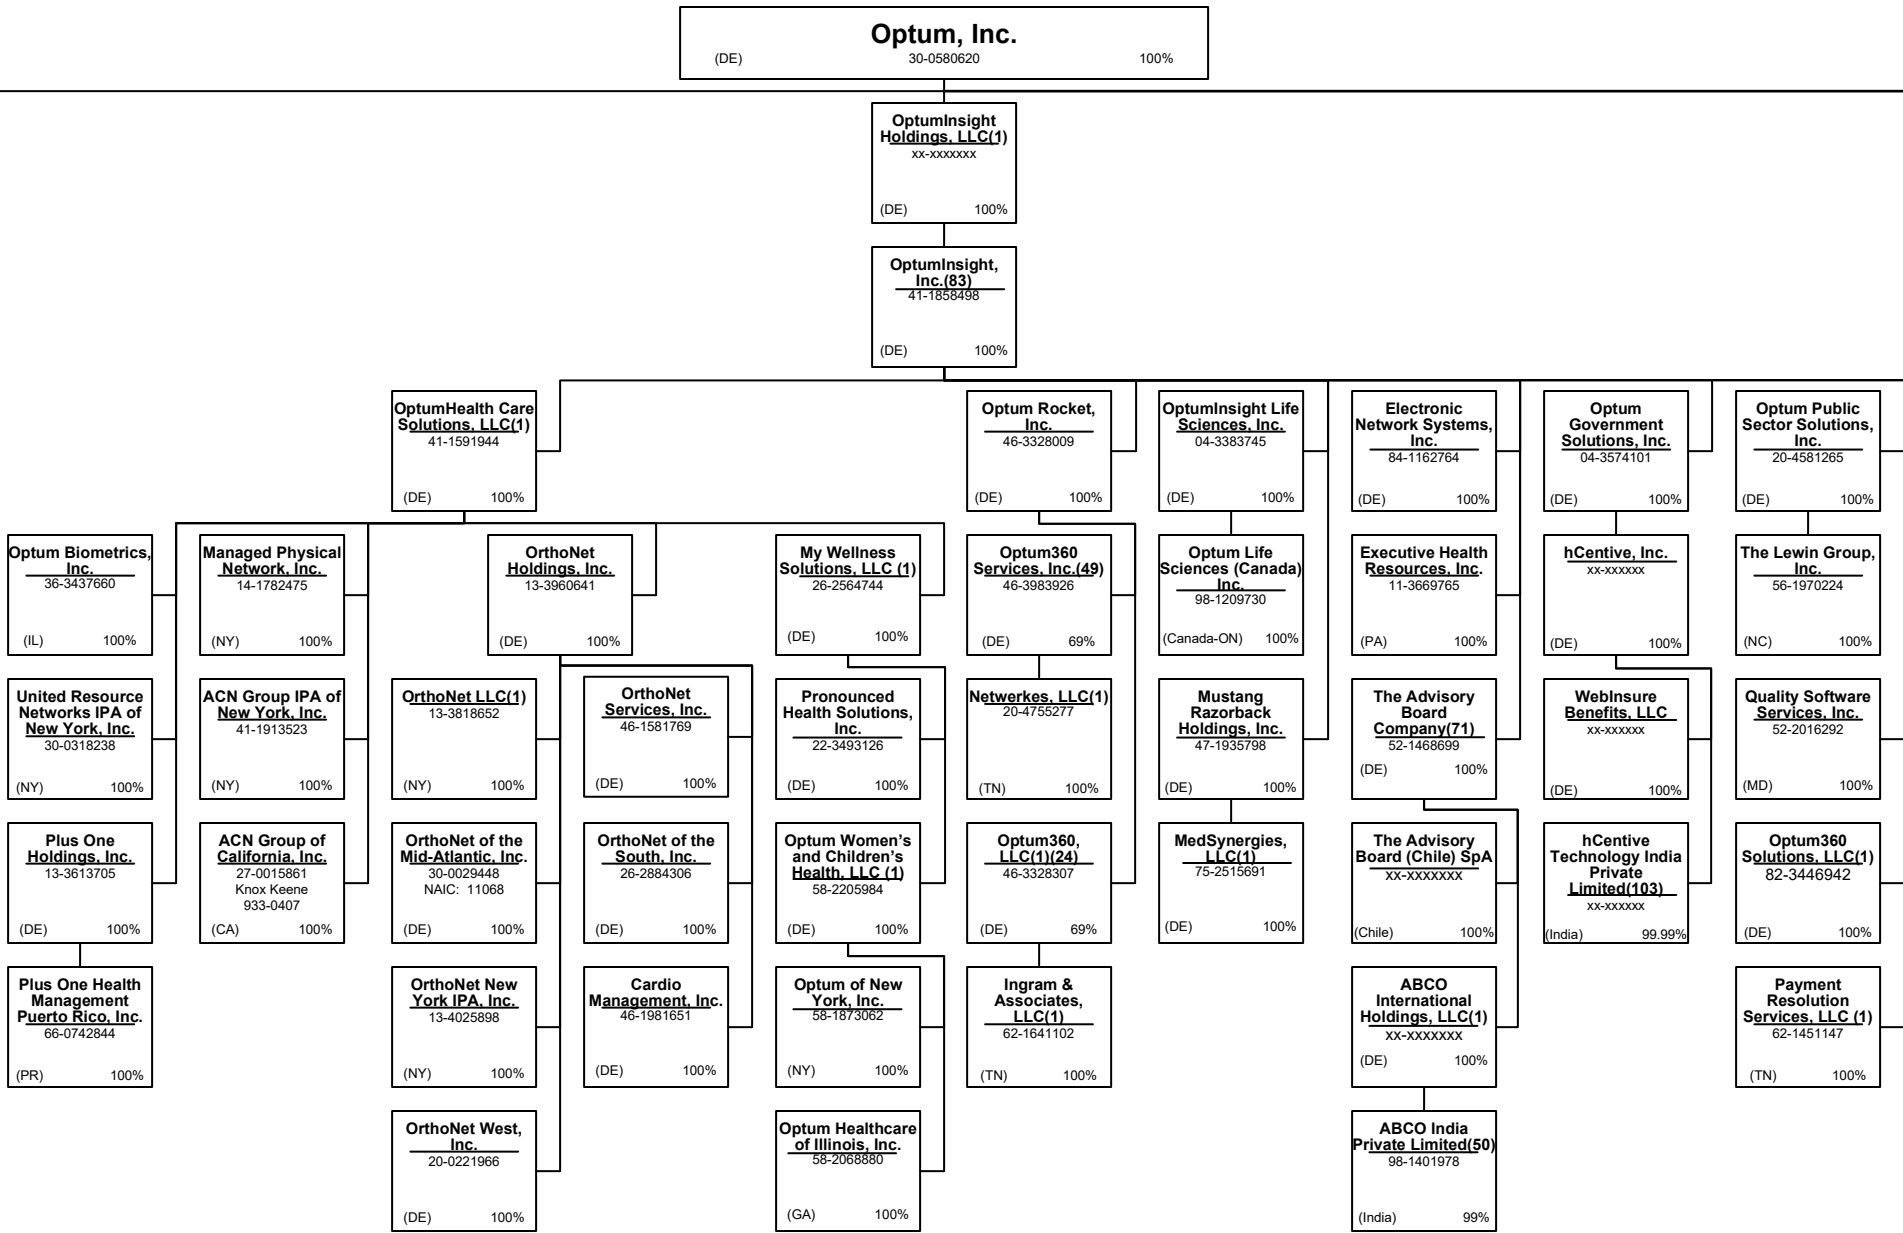 Optum, Inc.
(DE) 30-0580620 100%
OptumInsight
Holdings, LLC(1)
xx-xxxxxxx
(DE) 100%
OptumInsight,
Inc.(83)
41-1858498
(DE) 100%
OptumHealth Care
Solutions, LLC(1)
41-1591944
(DE) 100%
Optum Rocket,
Inc.
46-3328009
(DE) 100%
OptumInsight Life
Sciences, Inc.
04-3383745
(DE) 100%
Electronic
Network Systems,
Inc.
84-1162764
(DE) 100%
Optum
Government
Solutions, Inc.
04-3574101
(DE) 100%
Optum Public
Sector Solutions,
Inc.
20-4581265
(DE) 100%
Optum Biometrics,
Inc.
36-3437660
(IL) 100%
Managed Physical
Network, Inc.
14-1782475
(NY) 100%
OrthoNet
Holdings, Inc.
13-3960641
(DE) 100%
My Wellness
Solutions, LLC (1)
26-2564744
(DE) 100%
Optum360
Services, Inc.(49)
46-3983926
(DE) 69%
Optum Life
Sciences (Canada)
Inc.
98-1209730
(Canada-ON) 100%
Executive Health
Resources, Inc.
11-3669765
(PA) 100%
hCentive, Inc.
xx-xxxxxx
(DE) 100%
The Lewin Group,
Inc.
56-1970224
(NC) 100%
United Resource
Networks IPA of
New York, Inc.
30-0318238
(NY) 100%
ACN Group IPA of
New York, Inc.
41-1913523
(NY) 100%
OrthoNet LLC(1)
13-3818652
(NY) 100%
OrthoNet
Services, Inc.
46-1581769
(DE) 100%
Pronounced
Health Solutions,
Inc.
22-3493126
(DE) 100%
Netwerkes, LLC(1)
20-4755277
(TN) 100%
Mustang
Razorback
Holdings, Inc.
47-1935798
(DE) 100%
The Advisory
Board
Company(71)
52-1468699
(DE) 100%
WebInsure
Benefits, LLC
xx-xxxxxx
(DE) 100%
Quality Software
Services, Inc.
52-2016292
(MD) 100%
Plus One
Holdings, Inc.
13-3613705
(DE) 100%
ACN Group of
California, Inc.
27-0015861
Knox Keene
933-0407
(CA) 100%
OrthoNet of the
Mid-Atlantic, Inc.
30-0029448
NAIC: 11068
(DE) 100%
OrthoNet of the
South, Inc.
26-2884306
(DE) 100%
Optum Women's
and Children's
Health, LLC (1)
58-2205984
(DE) 100%
Optum360,
LLC(1)(24)
46-3328307
(DE) 69%
MedSynergies,
LLC(1)
75-2515691
(DE) 100%
The Advisory
Board (Chile) SpA
xx-xxxxxxx
(Chile) 100%
hCentive
Technology India
Private
Limited(103)
xx-xxxxxx
(India) 99.99%
Optum360
Solutions, LLC(1)
82-3446942
(DE) 100%
Plus One Health
Management
Puerto Rico, Inc.
66-0742844
(PR) 100%
OrthoNet New
York IPA, Inc.
13-4025898
(NY) 100%
Cardio
Management, Inc.
46-1981651
(DE) 100%
Optum of New
York, Inc.
58-1873062
(NY) 100%
Ingram &
Associates,
LLC(1)
62-1641102
(TN) 100%
ABCO
International
Holdings, LLC(1)
xx-xxxxxxx
(DE) 100%
Payment
Resolution
Services, LLC (1)
62-1451147
(TN) 100%
OrthoNet West,
Inc.
20-0221966
(DE) 100%
Optum Healthcare
of Illinois, Inc.
58-2068880
(GA) 100%
ABCO India
Private Limited(50)
98-1401978
(India) 99%